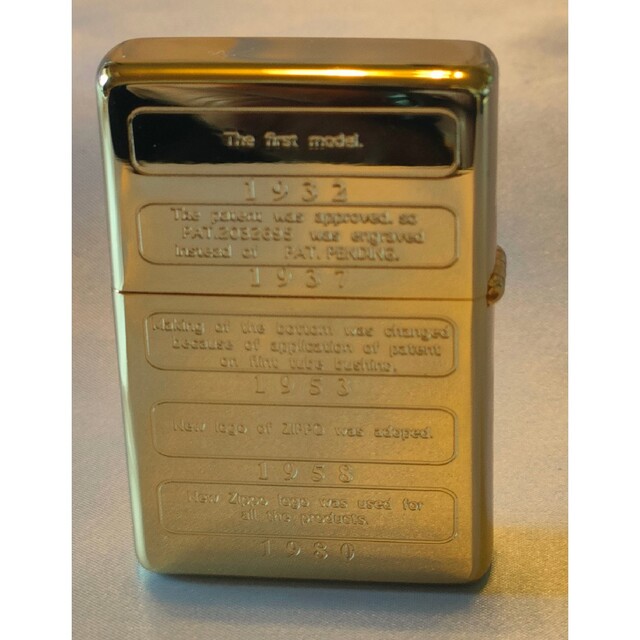 The first model.
1932
The patent was approved, so
PAT.2032695 was engraved
instead of PAT. PENDING.
1937
Making of the bottom was changed
because of application of patent
on flint tube bushing.
1953
New logo of ZIPPO was adoped.
1958
New Zippo logo was used for
all the products.
1980